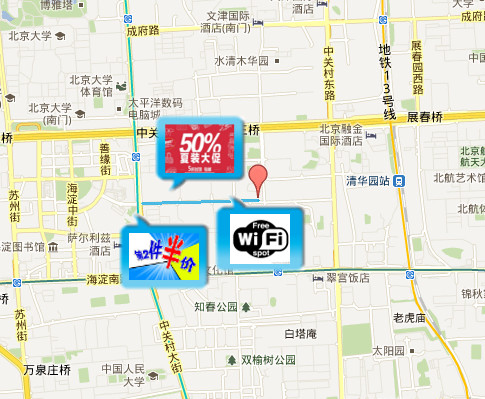 博雅塔
文津国际
酒店(南门)
成府路
水清木华园
北京大学
北京大学
体育馆
太平洋数码
电脑城
北京大学
(南门)
中关村东路
地铁13号线
展春园西路
展春桥
中关
庄桥
北京融金
国际酒店
北航
航天大
50%
夏装大促
善缘街
苏州街
海淀中街
清华园站
北航艺术馆
北航体
海淀图书馆
萨尔利兹
酒店
Free
WiFi
spot
第2件半价
海淀南
翠宫饭店
锦秋
苏州街
知春公园
老虎庙
白塔庵
中关村大街
双榆树公园
太阳园
万泉庄桥
中国人民
大学